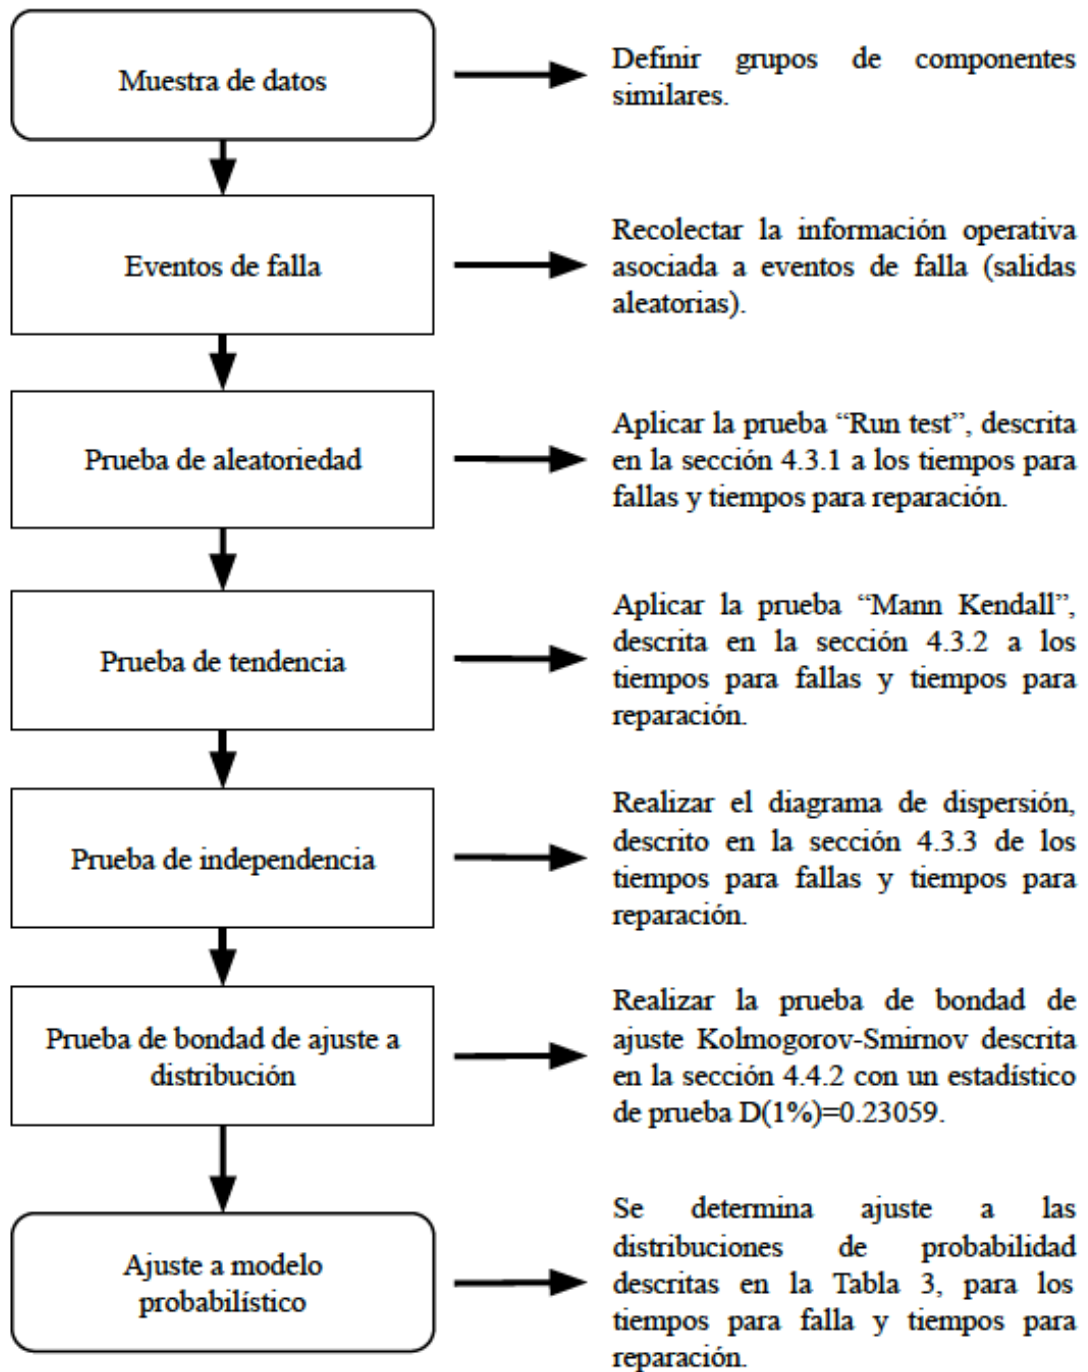 Muestra de datos
Definir grupos de componentes
similares.
Eventos de falla
Recolectar la información operativa
asociada a eventos de falla (salidas
aleatorias).
Prueba de aleatoriedad
Aplicar la prueba “Run test”, descrita
en la sección 4.3.1 a los tiempos para
fallas y tiempos para reparación.
Prueba de tendencia
Aplicar la prueba “Mann Kendall”,
descrita en la sección 4.3.2 a los
tiempos para fallas y tiempos para
reparación.
Prueba de independencia
Realizar el diagrama de dispersión,
descrito en la sección 4.3.3 de los
tiempos para fallas y tiempos para
reparación.
Prueba de bondad de ajuste a
distribución
Realizar la prueba de bondad de
ajuste Kolmogorov-Smirnov descrita
en la sección 4.4.2 con un estadístico
de prueba D(1%)=0.23059.
Ajuste a modelo
probabilístico
Se determina ajuste a las
distribuciones de probabilidad
descritas en la Tabla 3, para los
tiempos para falla y tiempos para
reparación.